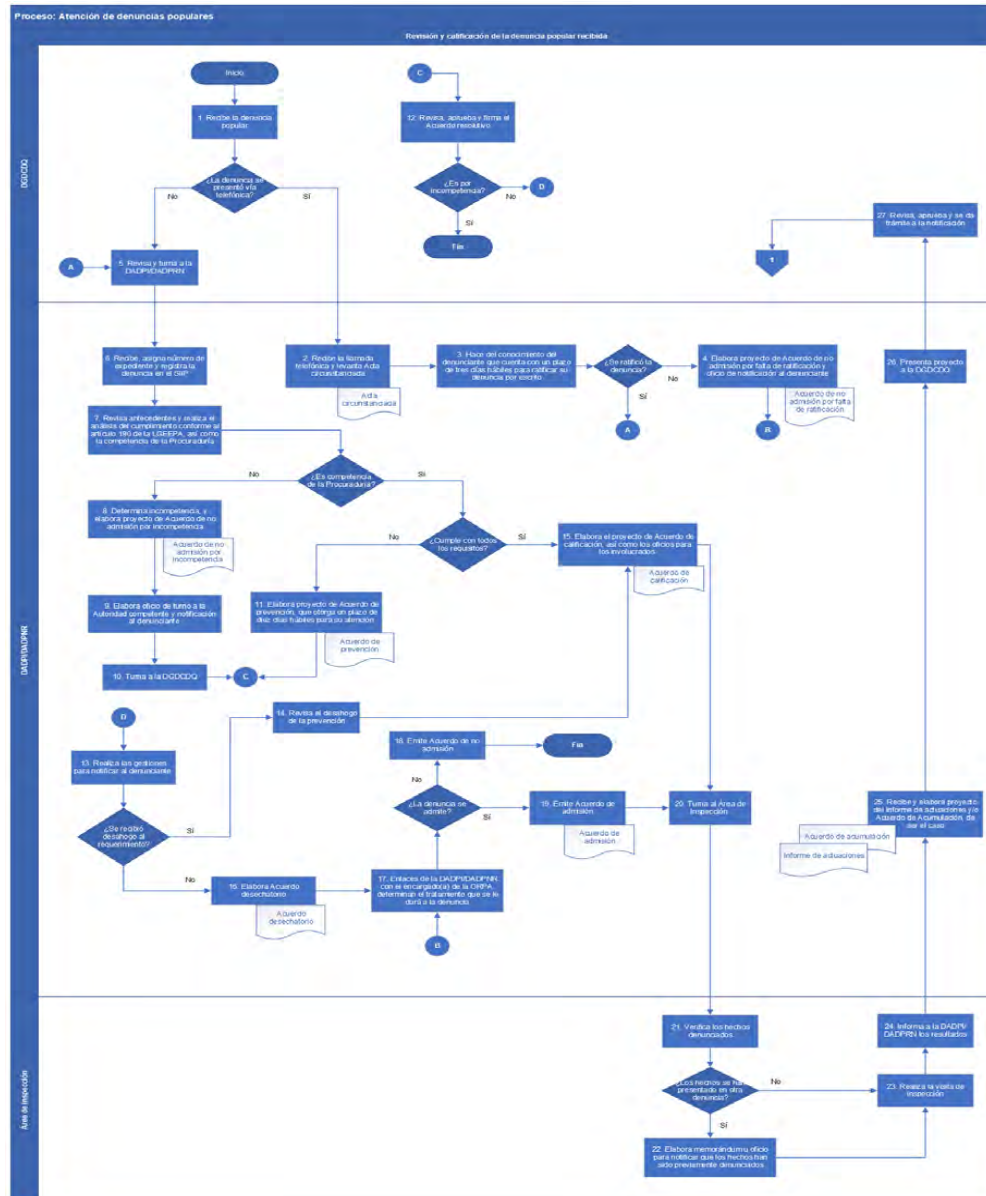 Proceso: Atención de denuncias populares
Revisión y calificación de la denuncia popular recibida
DGDCDQ
Inicio
1. Recibe la denuncia
popular
¿La denuncia se
presentó vía
telefónica?
No
Sí
A
5. Revisa y turna a la
DADPI/DADPRN
C
12. Revisa, aprueba y firma el
Acuerdo resolutivo
¿Es por
incompetencia?
No
D
Sí
Fin
27. Revisa, aprueba y se da
trámite a la notificación
1
DADPI/DADPNR
6. Recibe, asigna número de
expediente y registra la
denuncia en el SIIP
2. Recibe la llamada
telefónica y levanta Acta
circunstanciada
Acta
circunstanciada
3. Hace del conocimiento del
denunciante que cuenta con un plazo
de tres días hábiles para ratificar su
denuncia por escrito
¿Se ratificó la
denuncia?
No
Sí
A
4. Elabora proyecto de Acuerdo de no
admisión por falta de ratificación y
oficio de notificación al denunciante
Acuerdo de no
admisión por falta
de ratificación
B
26. Presenta proyecto
a la DGDCDQ
7. Revisa antecedentes y realiza el
análisis del cumplimiento conforme al
artículo 190 de la LGEEPA, así como
la competencia de la Procuraduría
¿Es competencia
de la Procuraduría?
No
Sí
8. Determina incompetencia, y
elabora proyecto de Acuerdo de no
admisión por incompetencia
Acuerdo de no
admisión por
incompetencia
¿Cumple con todos
los requisitos?
No
Sí
15. Elabora el proyecto de Acuerdo de
calificación, así como los oficios para
los involucrados
Acuerdo de
calificación
9. Elabora oficio de turno a la
Autoridad competente y notificación
al denunciante
11. Elabora proyecto de Acuerdo de
prevención, que otorga un plazo de
diez días hábiles para su atención
Acuerdo de
prevención
10. Turna a la DGDCDQ
C
D
14. Revisa el desahogo
de la prevención
13. Realiza las gestiones
para notificar al denunciante
¿Se recibió
desahogo al
requerimiento?
Sí
No
18. Emite Acuerdo de no
admisión
Fin
No
¿La denuncia se
admite?
Sí
19. Emite Acuerdo de
admisión
Acuerdo de
admisión
20. Turna al Área de
Inspección
25. Recibe y elabora proyecto
del informe de actuaciones y/o
Acuerdo de Acumulación, de
ser el caso
Acuerdo de acumulación
Informe de actuaciones
16. Elabora Acuerdo
desechatorio
Acuerdo
desechatorio
17. Enlaces de la DADPI/DADPNR
con el encargado(a) de la ORPA,
determinan el tratamiento que se le
dará a la denuncia
B
Área de Inspección
21. Verifica los hechos
denunciados
¿Los hechos se han
presentado en otra
denuncia?
No
Sí
22. Elabora memorándum u oficio
para notificar que los hechos han
sido previamente denunciados
23. Realiza la visita de
Inspección
24. Informa a la DADPI/
DADPRN los resultados